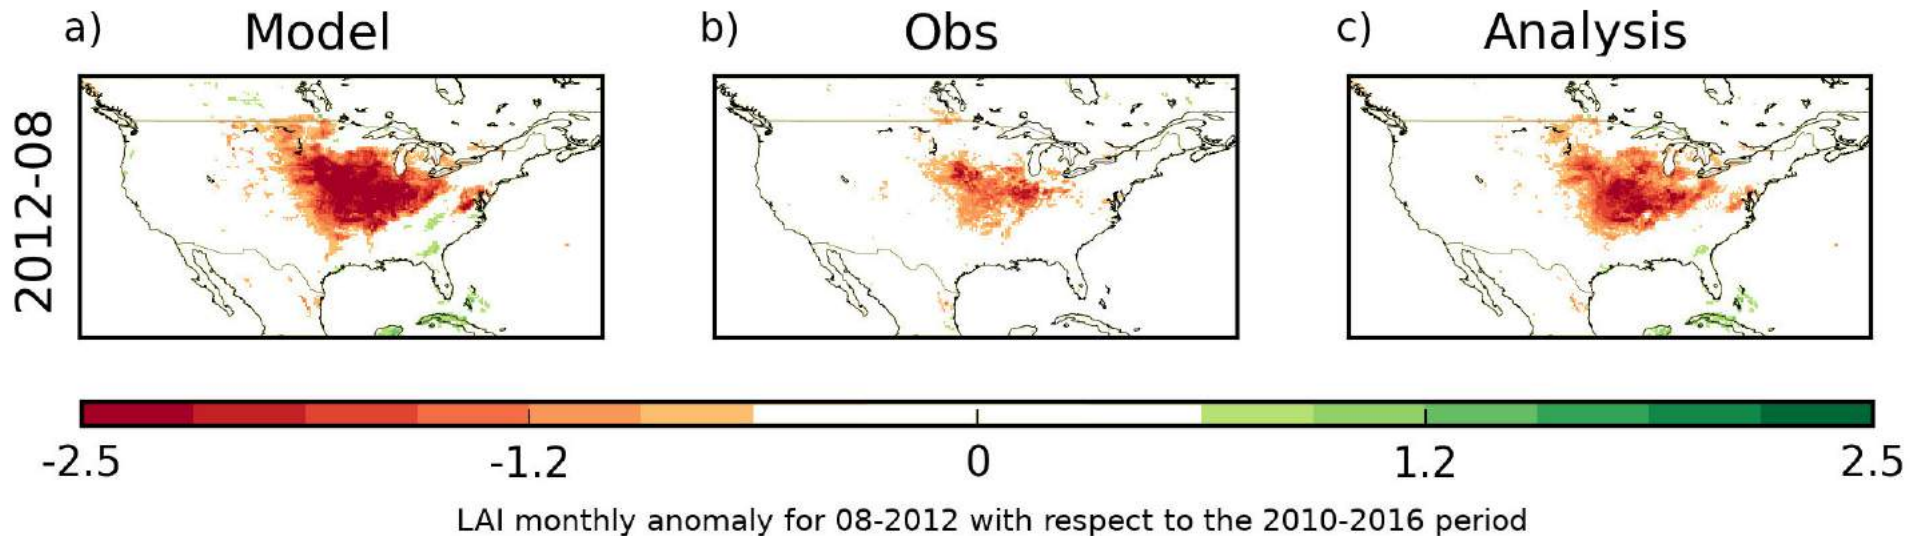 a) Model
b) Obs
c) Analysis
2012-08
-2.5 -1.2 0 1.2 2.5
LAI monthly anomaly for 08-2012 with respect to the 2010-2016 period